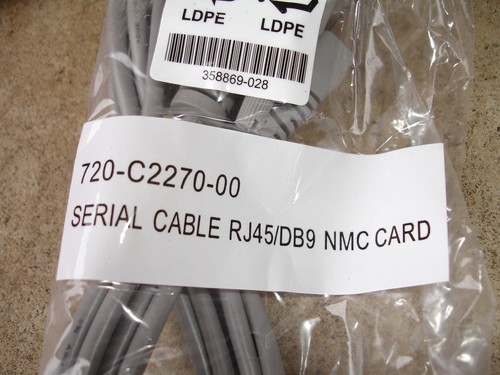 LDPE LDPE
358869-028
720-C2270-00
SERIAL CABLE RJ45/DB9 NMC CARD